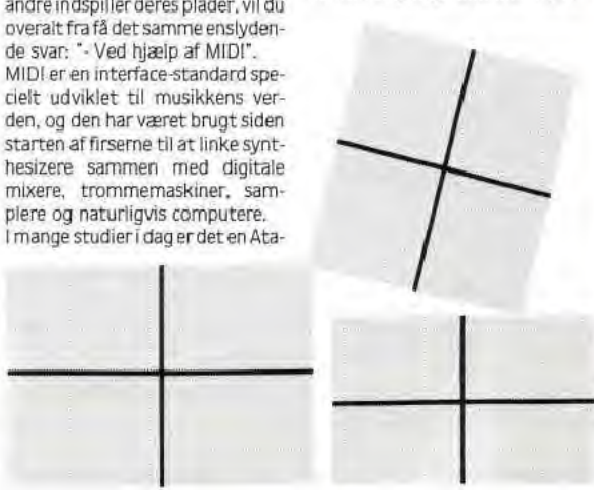 andre indspiller deres plader, vil du
overalt fra få det samme enslyden-
de svar: "- Ved hjælp af MIDI".
MIDI er en interface-standard spe-
cielt udviklet til musikkens ver-
den, og den har været brugt siden
starten af firserne til at linke synt-
hesizere sammen med digitale
mixere, trommemaskiner, sam-
plere og naturligvis computere.
I mange studier i dag er det en Ata-